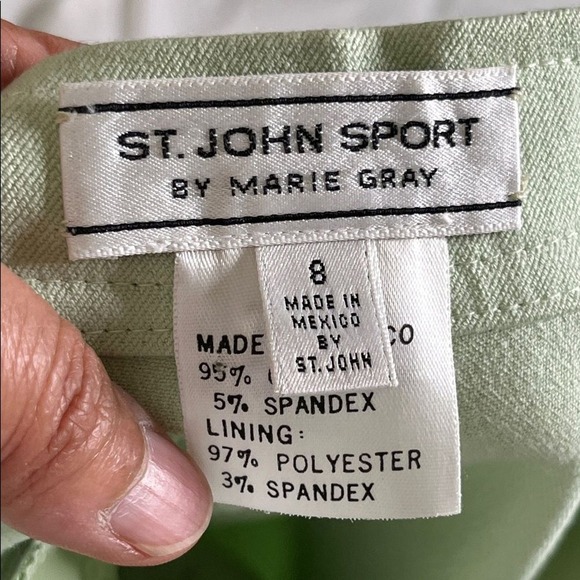 ST. JOHN SPORT
BY MARIE GRAY
8
MADE IN
MEXICO
BY
ST. JOHN
MADE CO
95%
5% SPANDEX
LINING:
97% POLYESTER
3% SPANDEX